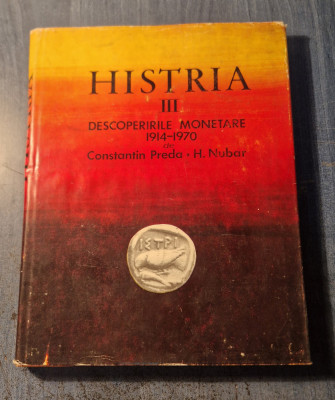 HISTRIA
III
DESCOPERIRILE MONETARE
1914-1970
de
Constantin Preda • H. Nubar
ΙΣΤΡΙ